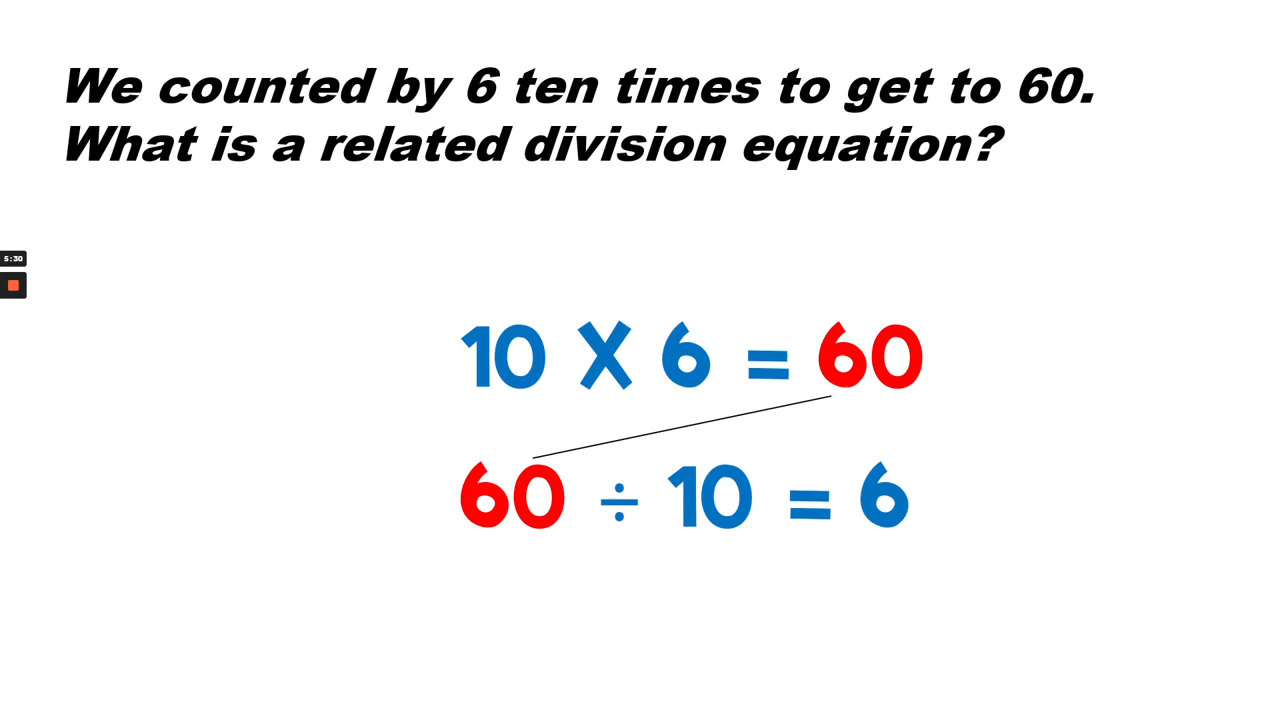 We counted by 6 ten times to get to 60.
What is a related division equation?
5:30
10 X 6 = 60
60 ÷ 10 = 6